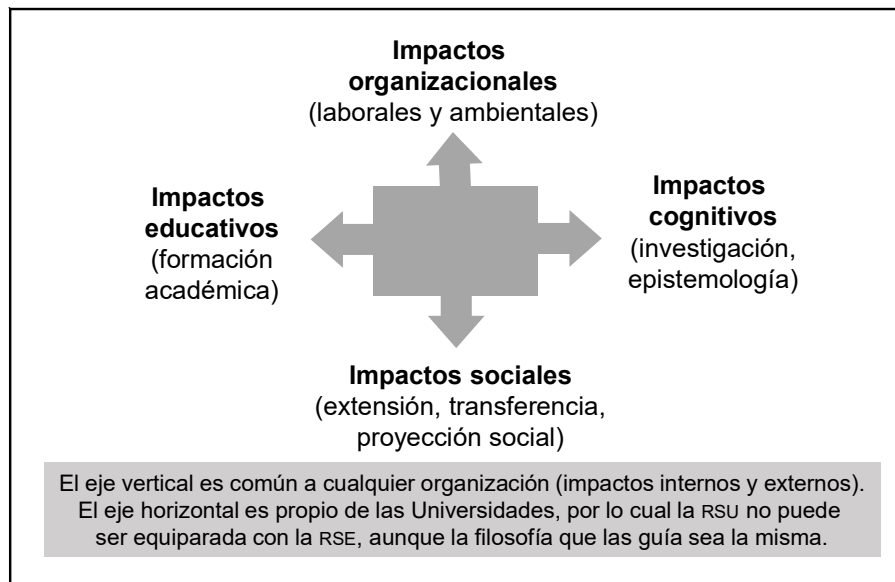 Impactos
organizacionales
(laborales y ambientales)
Impactos
educativos
(formación
académica)
Impactos
cognitivos
(investigación,
epistemología)
Impactos sociales
(extensión, transferencia,
proyección social)
El eje vertical es común a cualquier organización (impactos internos y externos).
El eje horizontal es propio de las Universidades, por lo cual la RSU no puede
ser equiparada con la RSE, aunque la filosofía que las guía sea la misma.